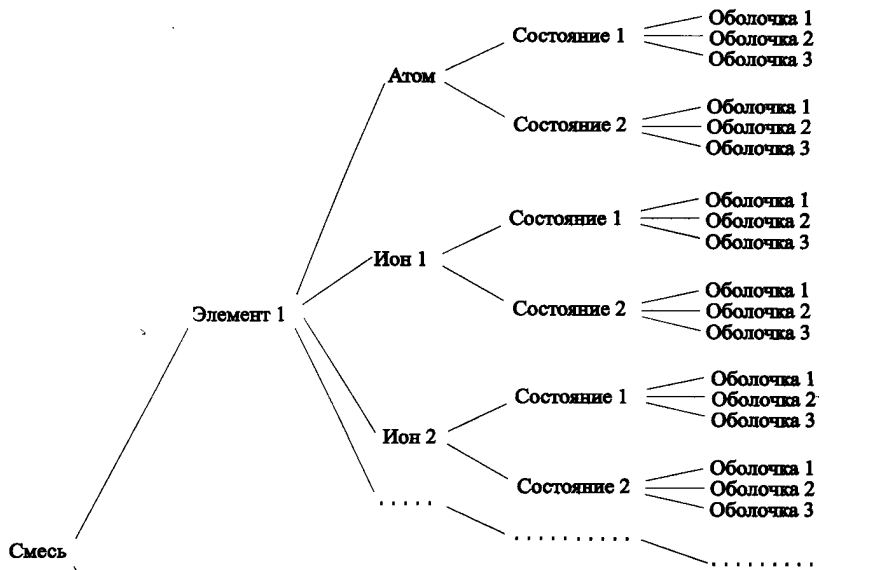 Оболочка 1
Состояние 1 Оболочка 2
Оболочка 3
Атом
Оболочка 1
Состояние 2 Оболочка 2
Оболочка 3
Оболочка 1
Состояние 1 Оболочка 2
Оболочка 3
Ион 1
Оболочка 1
Состояние 2 Оболочка 2
Элемент 1
Оболочка 3
Оболочка 1
Состояние 1 Оболочка 2
Оболочка 3
Ион 2
Оболочка 1
Состояние 2 Оболочка 2
Оболочка 3
. . . . .
. . . . . . . . . .
Смесь
. . . . . . . . .